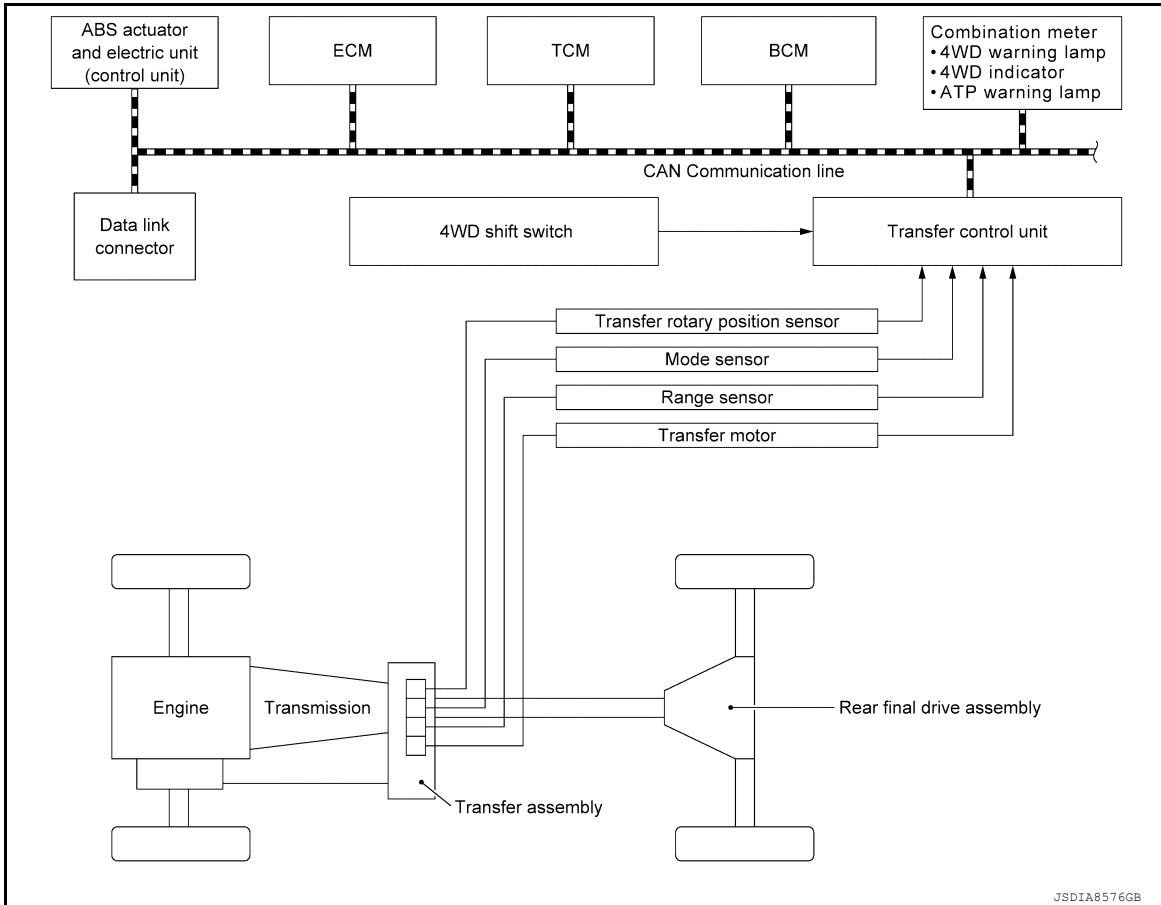 ABS actuator
and electric unit
(control unit)
ECM
TCM
BCM
Combination meter
•4WD warning lamp
•4WD indicator
•ATP warning lamp
CAN Communication line
Data link
connector
4WD shift switch
Transfer control unit
Transfer rotary position sensor
Mode sensor
Range sensor
Transfer motor
Engine
Transmission
Rear final drive assembly
Transfer assembly
JSDIA8576GB